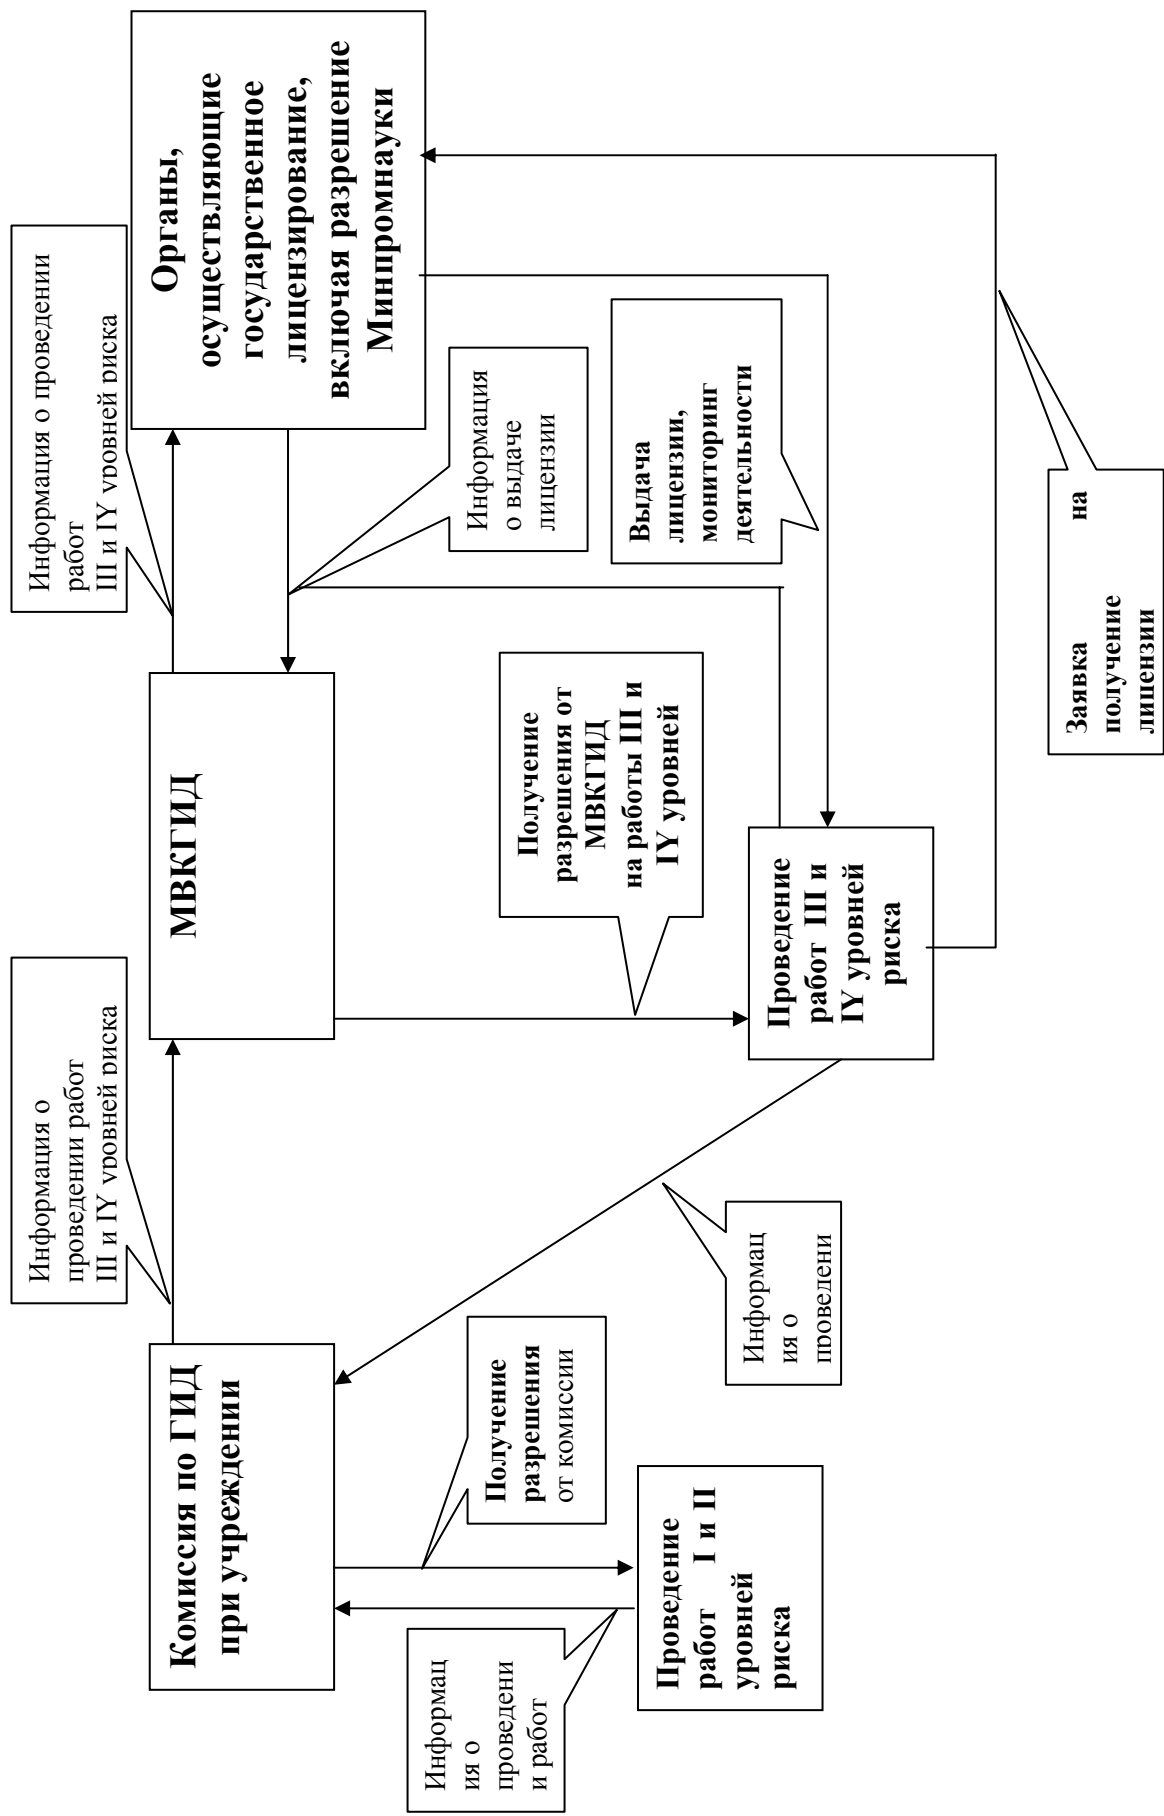 Информация о
проведении работ
III и IY уровней риска
Информация о проведении
работ
III и IY уровней риска
Комиссия по ГИД
при учреждении
МВКГИД
Органы,
осуществляющие
государственное
лицензирование,
включая разрешение
Минпромнауки
Информац
ия о
проведени
и работ
Получение
разрешения
от комиссии
Получение
разрешения от
МВКГИД
на работы III и
IY уровней
Информация
о выдаче
лицензии
Выдача
лицензии,
мониторинг
деятельности
Проведение
работ I и II
уровней
риска
Информац
ия о
проведени
Проведение
работ III и
IY уровней
риска
Заявка на
получение
лицензии